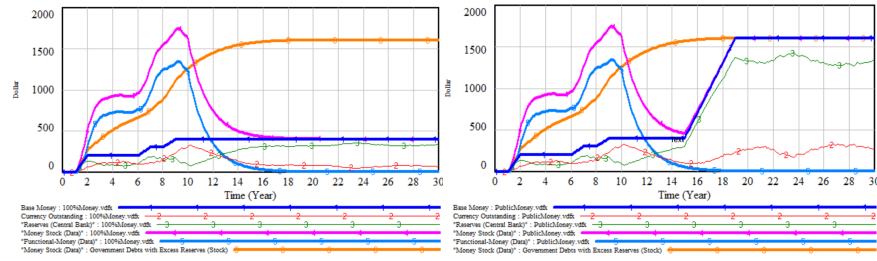 2000
1500
1000
500
0
Dollar
0 2 4 6 8 10 12 14 16 18 20 22 24 26 28 30
Time (Year)
Base Money : 100%Money.vdfx
Currency Outstanding : 100%Money.vdfx
"Reserves (Central Bank)" : 100%Money.vdfx
"Money Stock (Data)" : 100%Money.vdfx
"Functional-Money (Data)" : 100%Money.vdfx
"Money Stock (Data)" : Government Debts with Excess Reserves (Stock)
2000
1500
1000
500
0
Dollar
text
0 2 4 6 8 10 12 14 16 18 20 22 24 26 28 30
Time (Year)
Base Money : PublicMoney.vdfx
Currency Outstanding : PublicMoney.vdfx
"Reserves (Central Bank)" : PublicMoney.vdfx
"Money Stock (Data)" : PublicMoney.vdfx
"Functional-Money (Data)" : PublicMoney.vdfx
"Money Stock (Data)" : Government Debts with Excess Reserves (Stock)